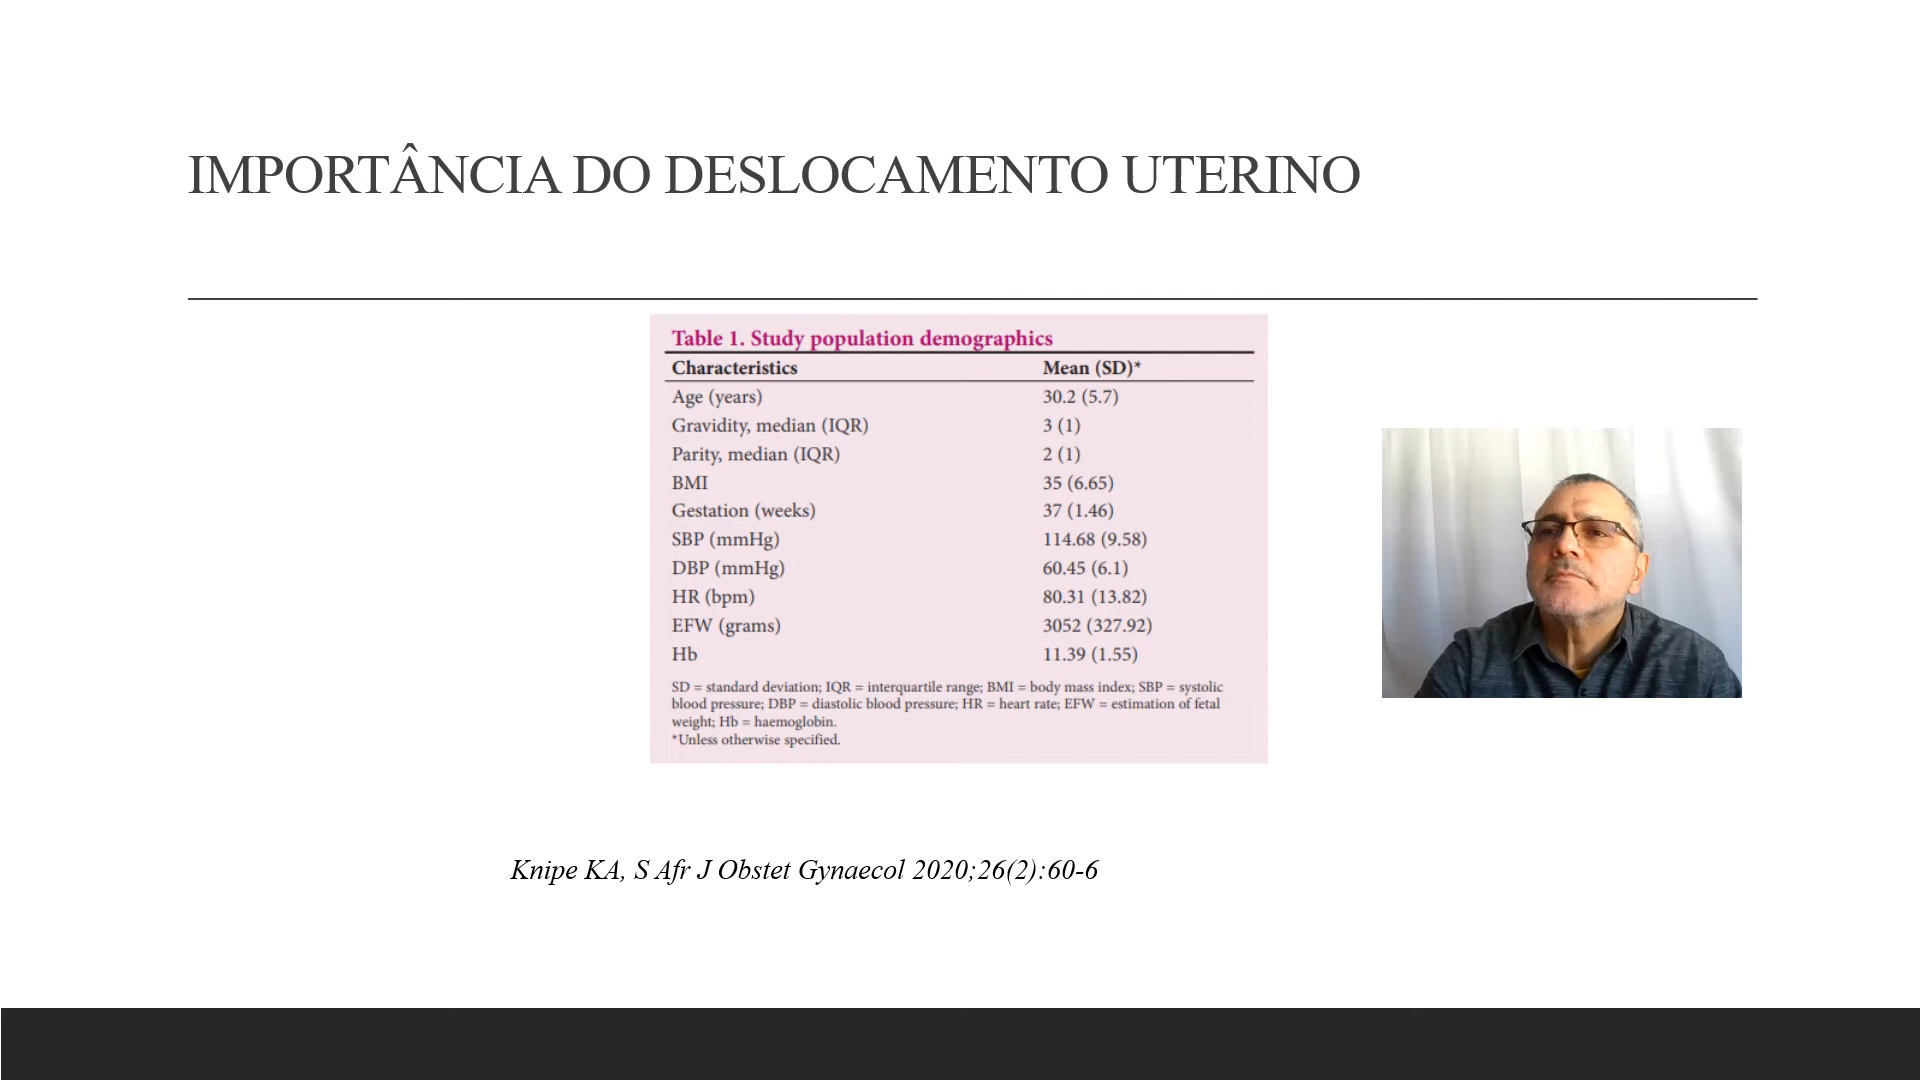 IMPORTÂNCIA DO DESLOCAMENTO UTERINO
Table 1. Study population demographics
Characteristics Mean (SD)*
Age (years) 30.2 (5.7)
Gravidity, median (IQR) 3 (1)
Parity, median (IQR) 2 (1)
BMI 35 (6.65)
Gestation (weeks) 37 (1.46)
SBP (mmHg) 114.68 (9.58)
DBP (mmHg) 60.45 (6.1)
HR (bpm) 80.31 (13.82)
EFW (grams) 3052 (327.92)
Hb 11.39 (1.55)
SD = standard deviation; IQR = interquartile range; BMI = body mass index; SBP = systolic
blood pressure; DBP = diastolic blood pressure; HR = heart rate; EFW = estimation of fetal
weight; Hb = haemoglobin.
*Unless otherwise specified.
Knipe KA, S Afr J Obstet Gynaecol 2020;26(2):60-6